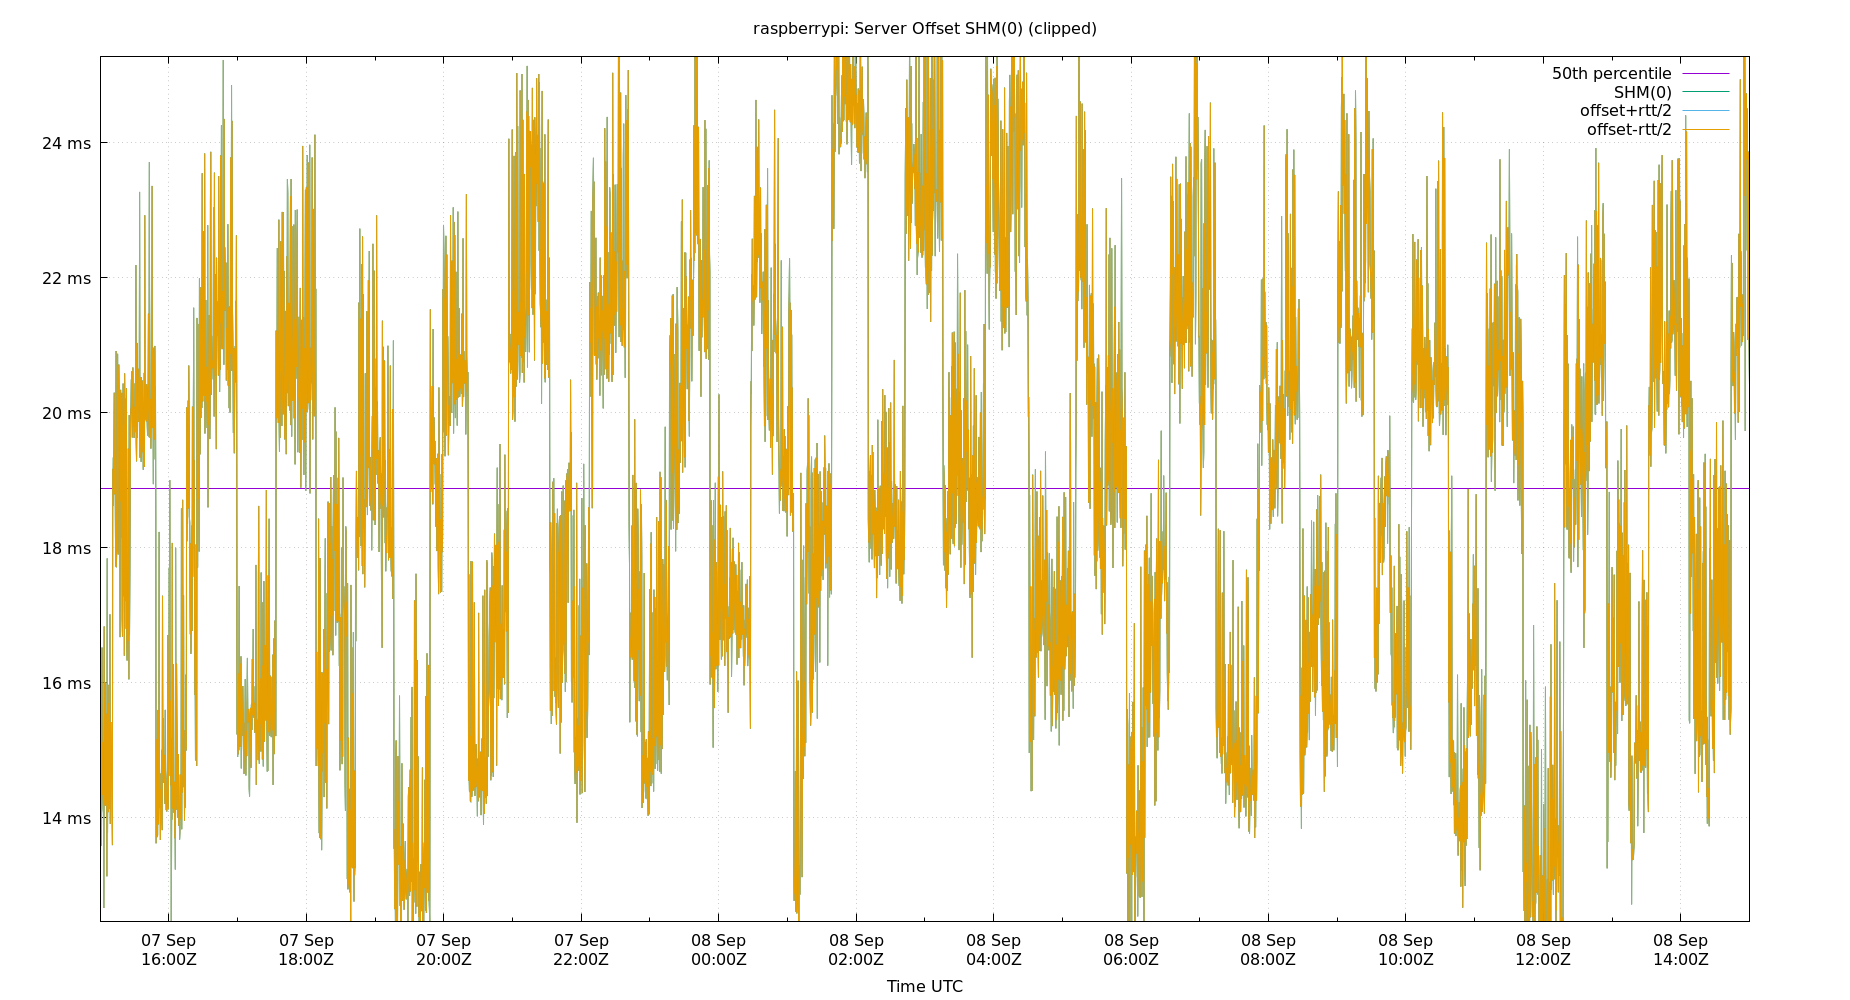 raspberrypi: Server Offset SHM(0) (clipped)
50th percentile
SHM(0)
offset+rtt/2
offset-rtt/2
24 ms
22 ms
20 ms
18 ms
16 ms
14 ms
07 Sep 07 Sep 07 Sep 07 Sep 08 Sep 08 Sep 08 Sep 08 Sep 08 Sep 08 Sep 08 Sep 08 Sep
16:00Z 18:00Z 20:00Z 22:00Z 00:00Z 02:00Z 04:00Z 06:00Z 08:00Z 10:00Z 12:00Z 14:00Z
Time UTC